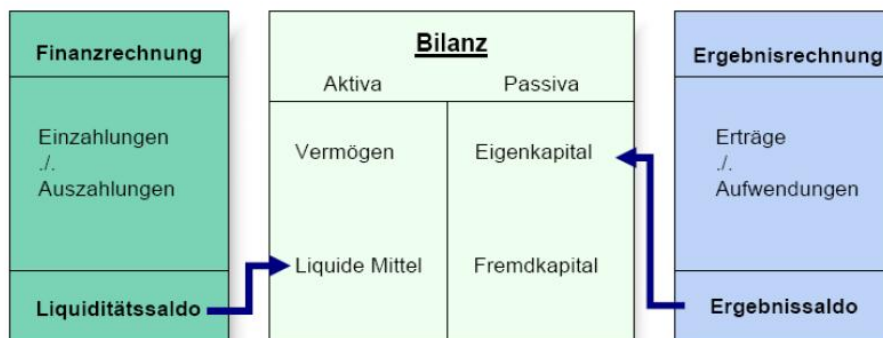 Finanzrechnung
Einzahlungen
./.
Auszahlungen
Liquiditätssaldo
Bilanz
Aktiva Passiva
Vermögen Eigenkapital
Liquide Mittel Fremdkapital
Ergebnisrechnung
Erträge
./.
Aufwendungen
Ergebnissaldo